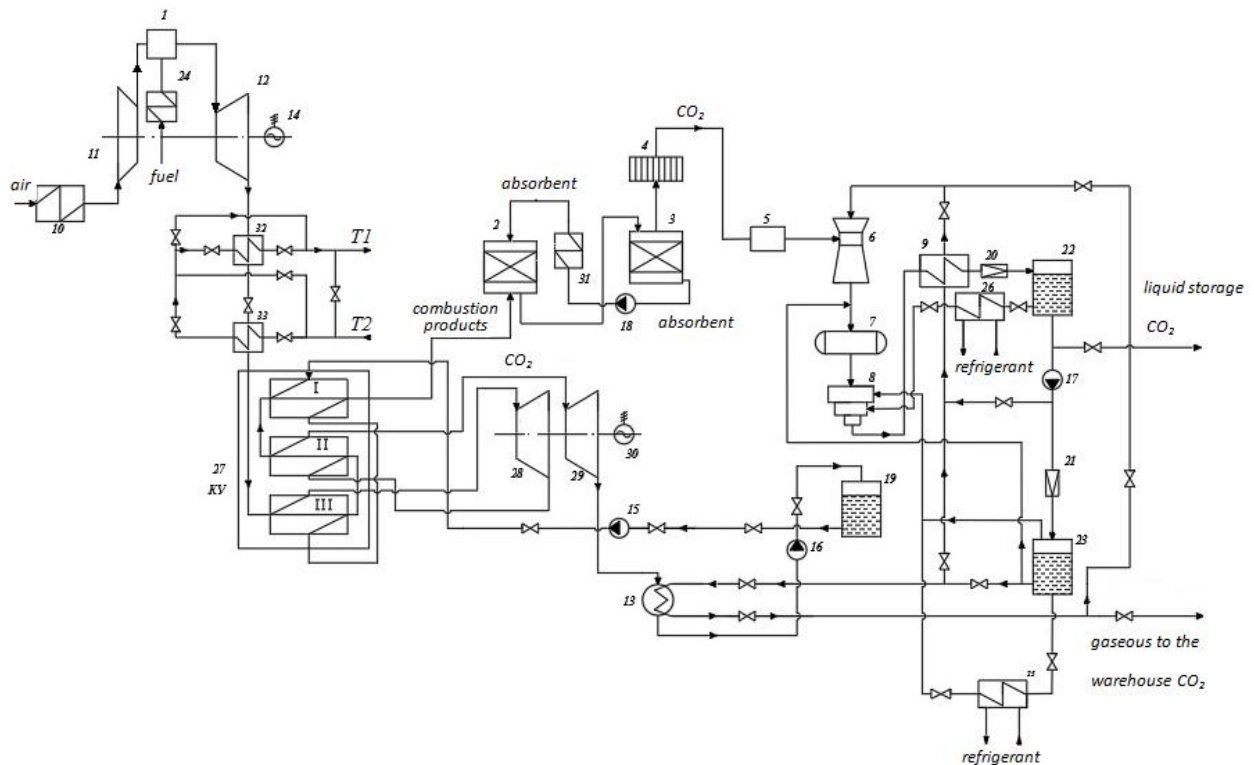 1
CO2
24
12
14
4
11
fuel
air
absorbent
10
2
3
5
6
9
20
22
32
31
26
liquid storage
T1
combustion
products
18
absorbent
7
CO2
T2
33
refrigerant
CO2
8
17
I
II
27
КУ
28
29
30
21
III
19
15
16
23
13
gaseous to the
warehouse CO2
refrigerant